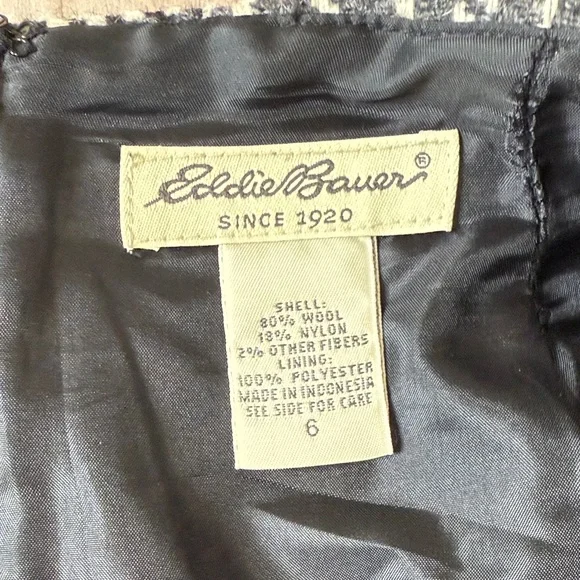 Eddie Bauer®
SINCE 1920
SHELL:
80% WOOL
18% NYLON
2% OTHER FIBERS
LINING:
100% POLYESTER
MADE IN INDONESIA
SEE SIDE FOR CARE
6